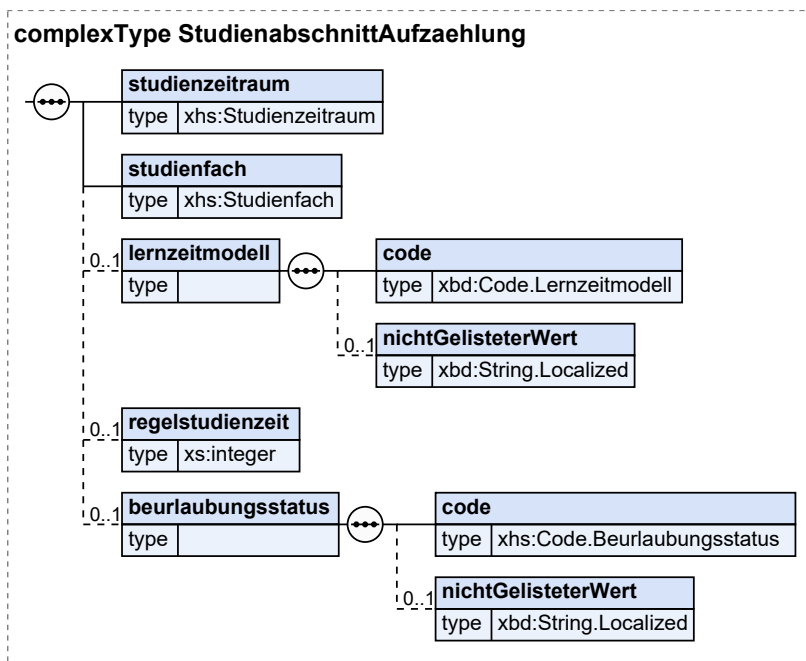 complexType StudienabschnittAufzaehlung
studienzeitraum
type xhs:Studienzeitraum
studienfach
type xhs:Studienfach
0..1 lernzeitmodell
type
code
type xbd:Code.Lernzeitmodell
0..1 nichtGelisteterWert
type xbd:String.Localized
0..1 regelstudienzeit
type xs:integer
0..1 beurlaubungsstatus
type
code
type xhs:Code.Beurlaubungsstatus
0..1 nichtGelisteterWert
type xbd:String.Localized